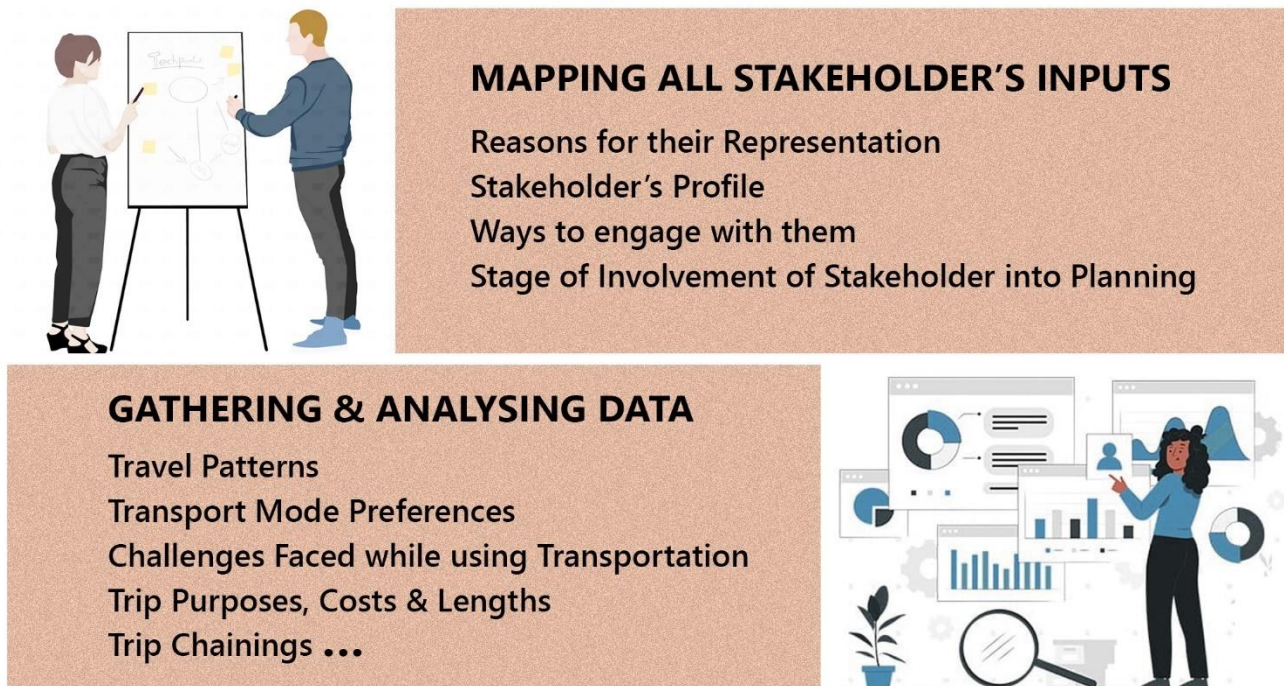 MAPPING ALL STAKEHOLDER’S INPUTS
Reasons for their Representation
Stakeholder’s Profile
Ways to engage with them
Stage of Involvement of Stakeholder into Planning
GATHERING & ANALYSING DATA
Travel Patterns
Transport Mode Preferences
Challenges Faced while using Transportation
Trip Purposes, Costs & Lengths
Trip Chainings ...